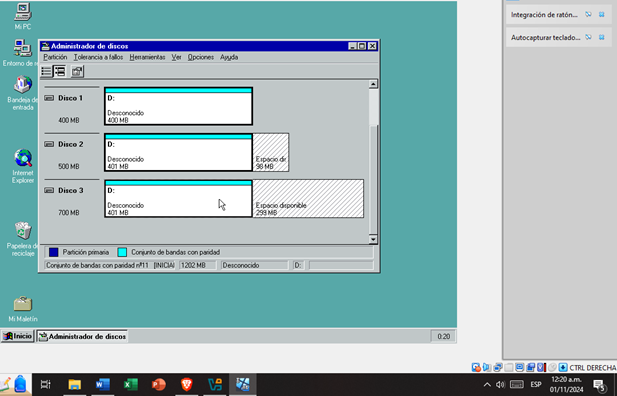 Mi PC
Entorno de r
Bandeja de
entrada
Internet
Explorer
Papelera de
reciclaje
Mi Maletín
Administrador de discos
Partición Tolerancia a fallos Herramientas Ver Opciones Ayuda
Disco 1
400 MB
D:
Desconocido
400 MB
Disco 2
500 MB
D:
Desconocido
401 MB
Espacio di
98 MB
Disco 3
700 MB
D:
Desconocido
401 MB
Espacio disponible
299 MB
Partición primaria
Conjunto de bandas con paridad
Conjunto de bandas con paridad nº11 [INICIA( 1202 MB Desconocido D:
Inicio Administrador de discos 0:20
Integración de ratón...
Autocapturar teclado...
CTRL DERECHA
ESP
12:20 a.m.
01/11/2024
5